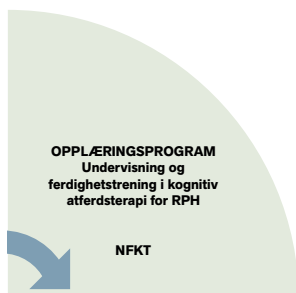 OPPLÆRINGSPROGRAM
Undervisning og
ferdighetstrening i kognitiv
atferdsterapi for RPH
NFKT